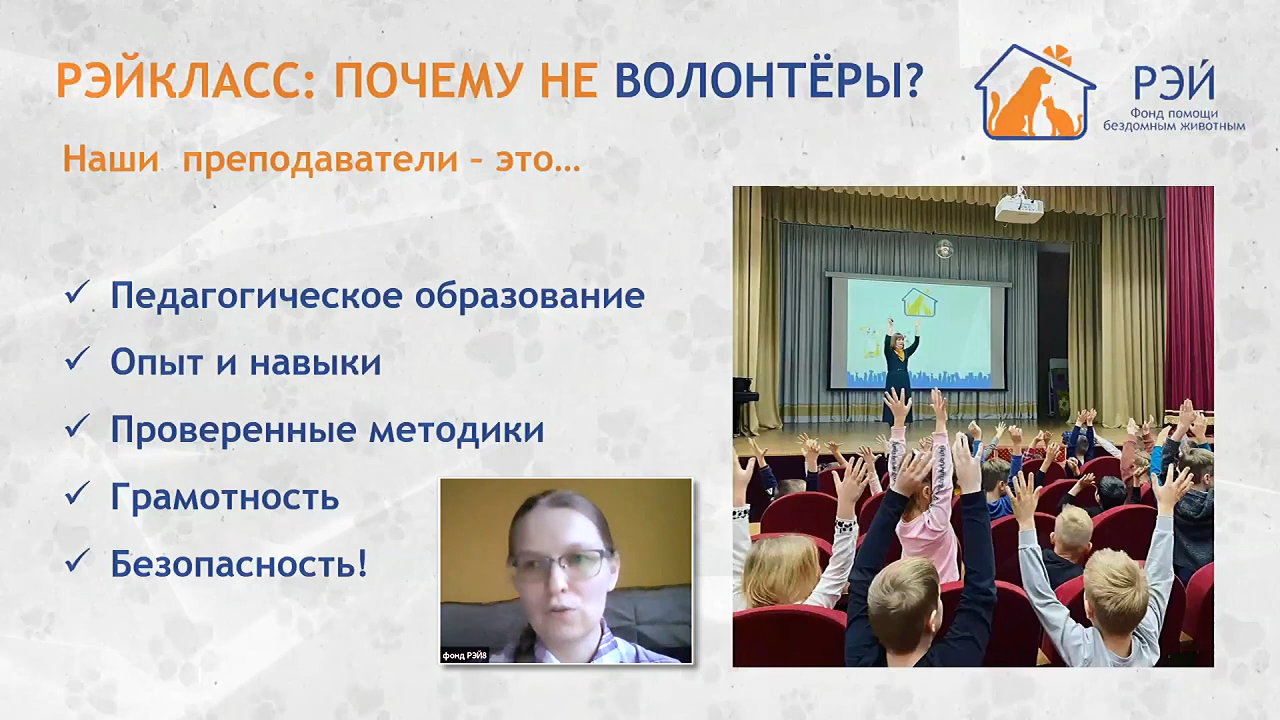 РЭЙКЛАСС: ПОЧЕМУ НЕ ВОЛОНТЁРЫ?
РЭЙ
Фонд помощи
бездомным животным
Наши преподаватели – это…
✓ Педагогическое образование
✓ Опыт и навыки
✓ Проверенные методики
✓ Грамотность
✓ Безопасность!
фонд РЭЙ8